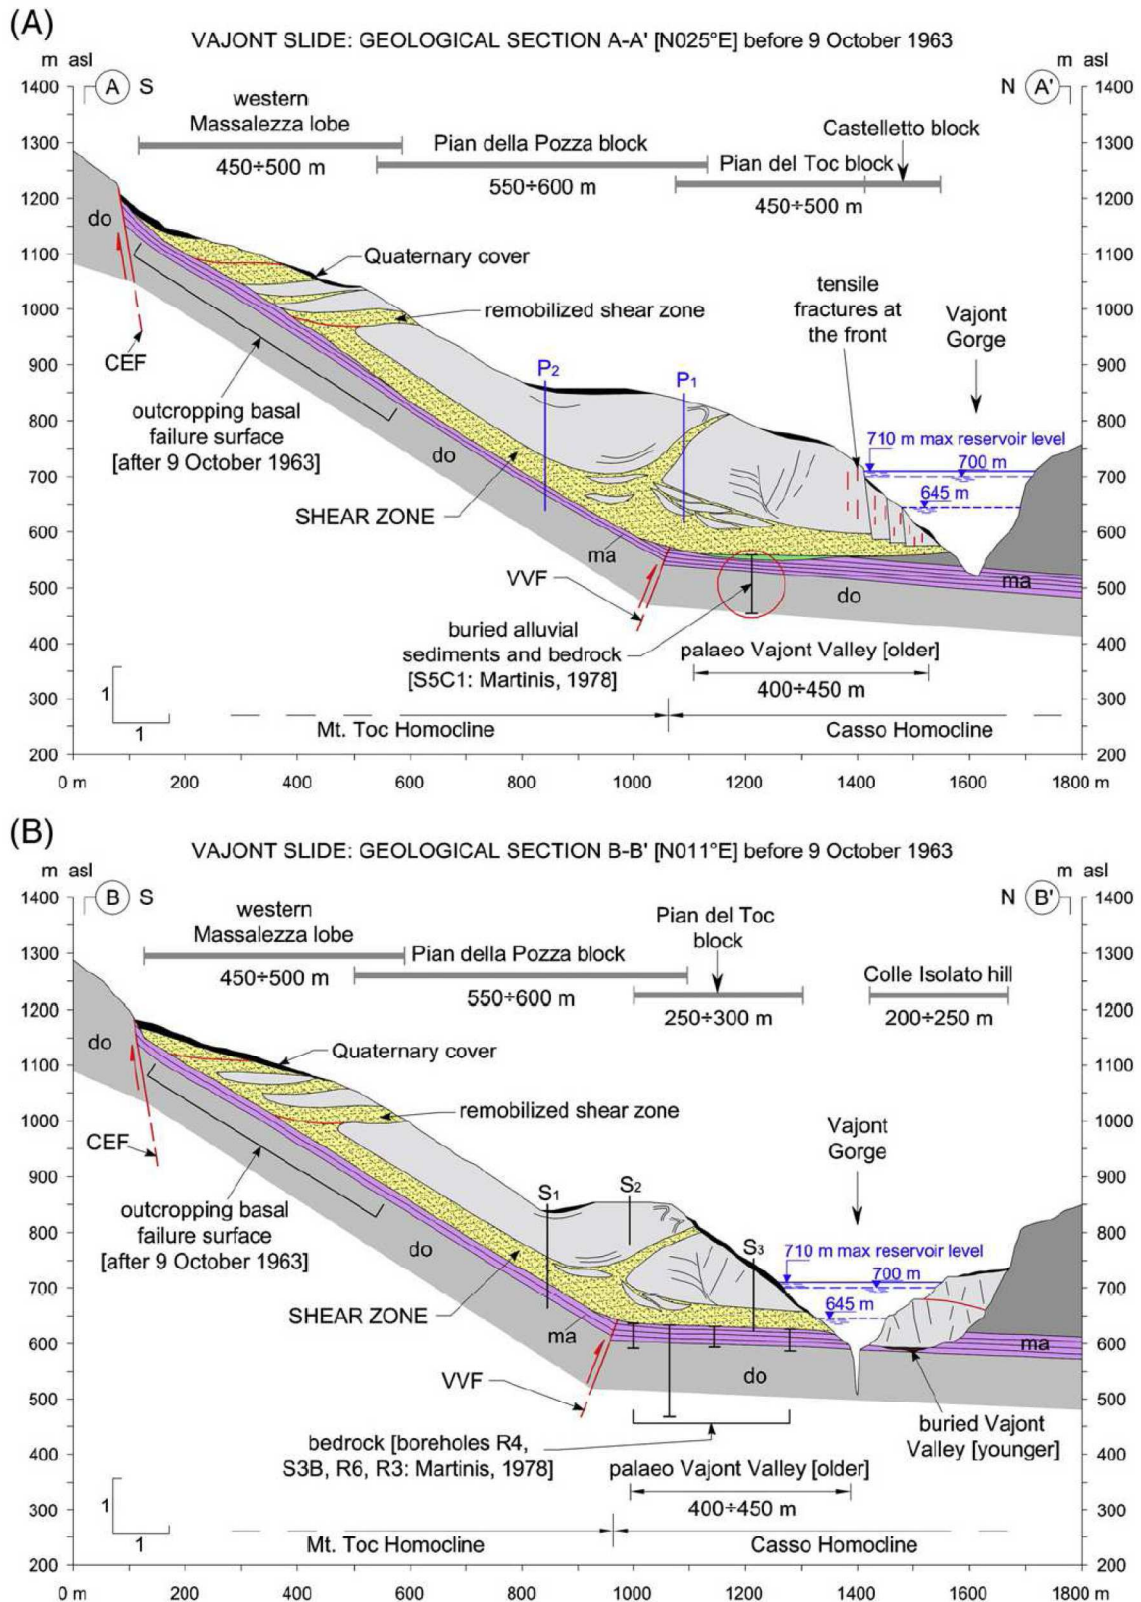 (A)
VAJONT SLIDE: GEOLOGICAL SECTION A-A' [N025°E] before 9 October 1963
m asl
m asl
1400
A
S
N
A'
1400
western
Massalezza lobe
450÷500 m
Pian della Pozza block
550÷600 m
Castelletto block
Pian del Toc block
450÷500 m
1300
1300
1200
1200
do
1100
1100
Quaternary cover
tensile
fractures at
the front
Vajont
Gorge
1000
1000
remobilized shear zone
CEF
900
900
P2
P1
outcropping basal
failure surface
[after 9 October 1963]
800
800
710 m max reservoir level
700 m
do
700
700
645 m
SHEAR ZONE
600
600
ma
VVF
ma
500
500
do
buried alluvial
sediments and bedrock
[S5C1: Martinis, 1978]
palaeo Vajont Valley [older]
400÷450 m
400
400
1
1
300
300
Mt. Toc Homocline
Casso Homocline
200
200
0 m
200
400
600
800
1000
1200
1400
1600
1800 m
(B)
VAJONT SLIDE: GEOLOGICAL SECTION B-B' [N011°E] before 9 October 1963
m asl
m asl
1400
B
S
N
B'
1400
western
Massalezza lobe
450÷500 m
Pian della Pozza block
550÷600 m
Pian del Toc
block
250÷300 m
Colle Isolato hill
200÷250 m
1300
1300
1200
1200
do
1100
1100
Quaternary cover
remobilized shear zone
1000
1000
CEF
Vajont
Gorge
900
900
S1
S2
outcropping basal
failure surface
[after 9 October 1963]
800
800
S3
710 m max reservoir level
700 m
do
700
700
645 m
SHEAR ZONE
600
600
ma
ma
VVF
do
500
500
bedrock [boreholes R4,
S3B, R6, R3: Martinis, 1978]
buried Vajont
Valley [younger]
400
400
palaeo Vajont Valley [older]
400÷450 m
1
1
300
300
Mt. Toc Homocline
Casso Homocline
200
200
0 m
200
400
600
800
1000
1200
1400
1600
1800 m